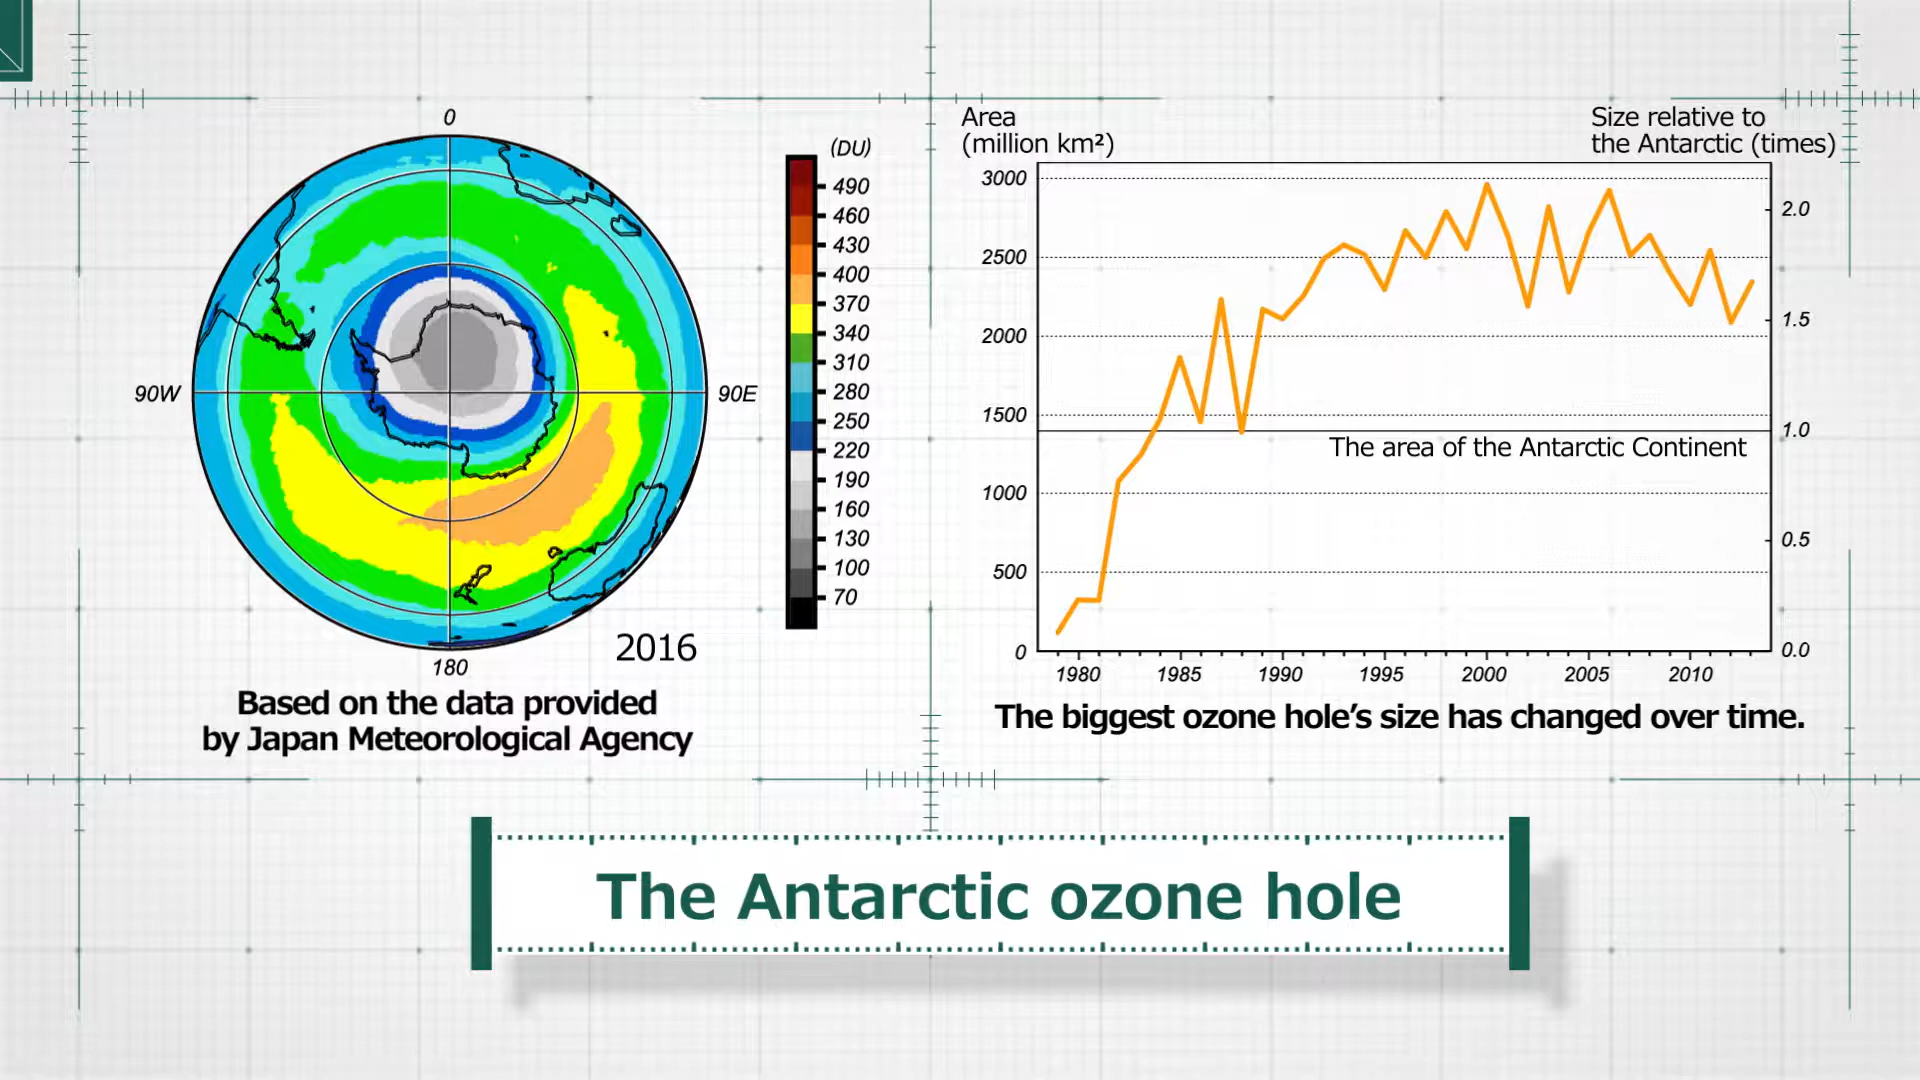 0
90W
90E
180
2016
Based on the data provided
by Japan Meteorological Agency
(DU)
490
460
430
400
370
340
310
280
250
220
190
160
130
100
70
Area
(million km²)
Size relative to
the Antarctic (times)
3000
2500
2000
1500
1000
500
0
2.0
1.5
1.0
0.5
0.0
The area of the Antarctic Continent
1980 1985 1990 1995 2000 2005 2010
The biggest ozone hole’s size has changed over time.
The Antarctic ozone hole